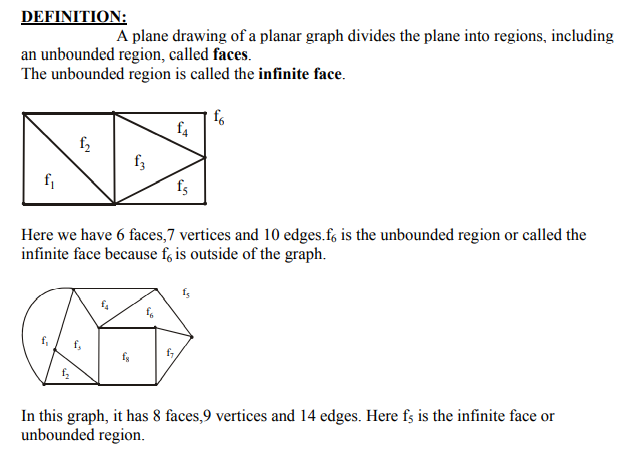 DEFINITION:
A plane drawing of a planar graph divides the plane into regions, including
an unbounded region, called faces.
The unbounded region is called the infinite face.
f₆
f₄
f₂
f₃
f₁
f₅
Here we have 6 faces,7 vertices and 10 edges.f₆ is the unbounded region or called the
infinite face because f₆ is outside of the graph.
f₅
f₄
f₆
f₁
f₃
f₇
f₈
f₂
In this graph, it has 8 faces,9 vertices and 14 edges. Here f₅ is the infinite face or
unbounded region.